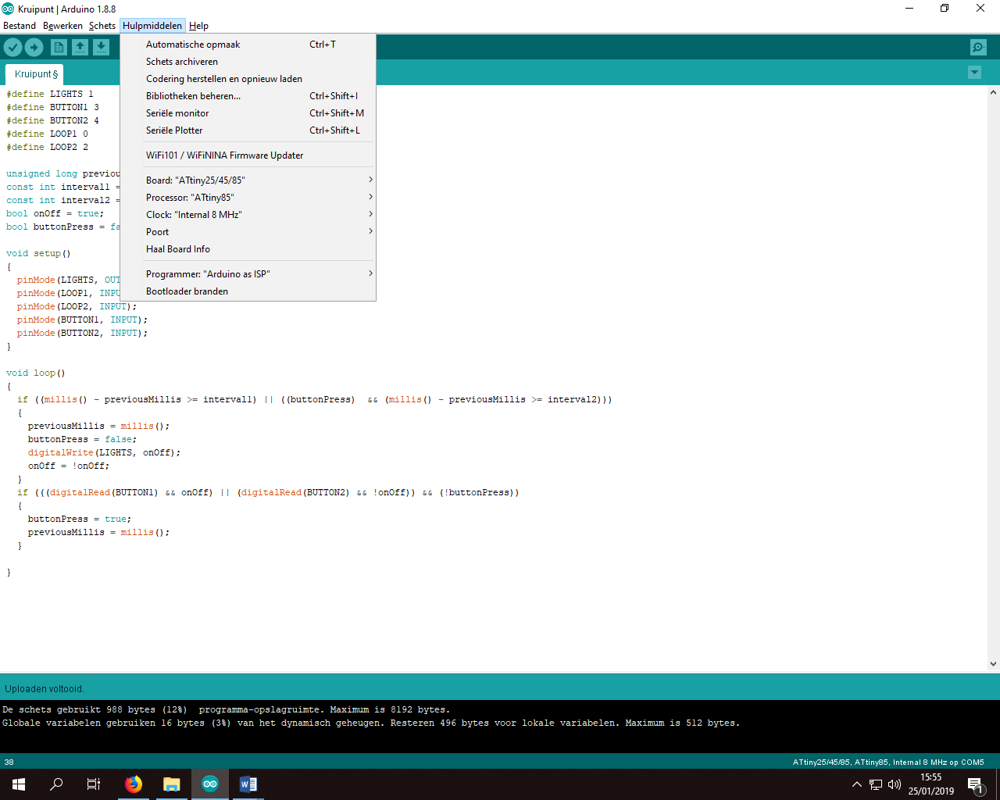 Kruipunt | Arduino 1.8.8
Bestand Bewerken Schets Hulpmiddelen Help
Automatische opmaak Ctrl+T
Schets archiveren
Codering herstellen en opnieuw laden
Bibliotheken beheren... Ctrl+Shift+I
Seriële monitor Ctrl+Shift+M
Seriële Plotter Ctrl+Shift+L
WiFi101 / WiFiNINA Firmware Updater
Board: "ATtiny25/45/85"
Processor: "ATtiny85"
Clock: "Internal 8 MHz"
Poort
Haal Board Info
Programmer: "Arduino as ISP"
Bootloader branden
Kruipunt §
#define LIGHTS 1
#define BUTTON1 3
#define BUTTON2 4
#define LOOP1 0
#define LOOP2 2
unsigned long previou
const int interval1 =
const int interval2 =
bool onOff = true;
bool buttonPress = fa
void setup()
{
pinMode(LIGHTS, OUT
pinMode(LOOP1, INPU
pinMode(LOOP2, INPUT);
pinMode(BUTTON1, INPUT);
pinMode(BUTTON2, INPUT);
}
void loop()
{
if ((millis() - previousMillis >= interval1) || ((buttonPress)  && (millis() - previousMillis >= interval2)))
{
previousMillis = millis();
buttonPress = false;
digitalWrite(LIGHTS, onOff);
onOff = !onOff;
}
if (((digitalRead(BUTTON1) && onOff) || (digitalRead(BUTTON2) && !onOff)) && (!buttonPress))
{
buttonPress = true;
previousMillis = millis();
}
}
Uploaden voltooid.
De schets gebruikt 988 bytes (12%)  programma-opslagruimte. Maximum is 8192 bytes.
Globale variabelen gebruiken 16 bytes (3%) van het dynamisch geheugen. Resteren 496 bytes voor lokale variabelen. Maximum is 512 bytes.
38 ATtiny25/45/85, ATtiny85, Internal 8 MHz op COM5
15:55
25/01/2019
1